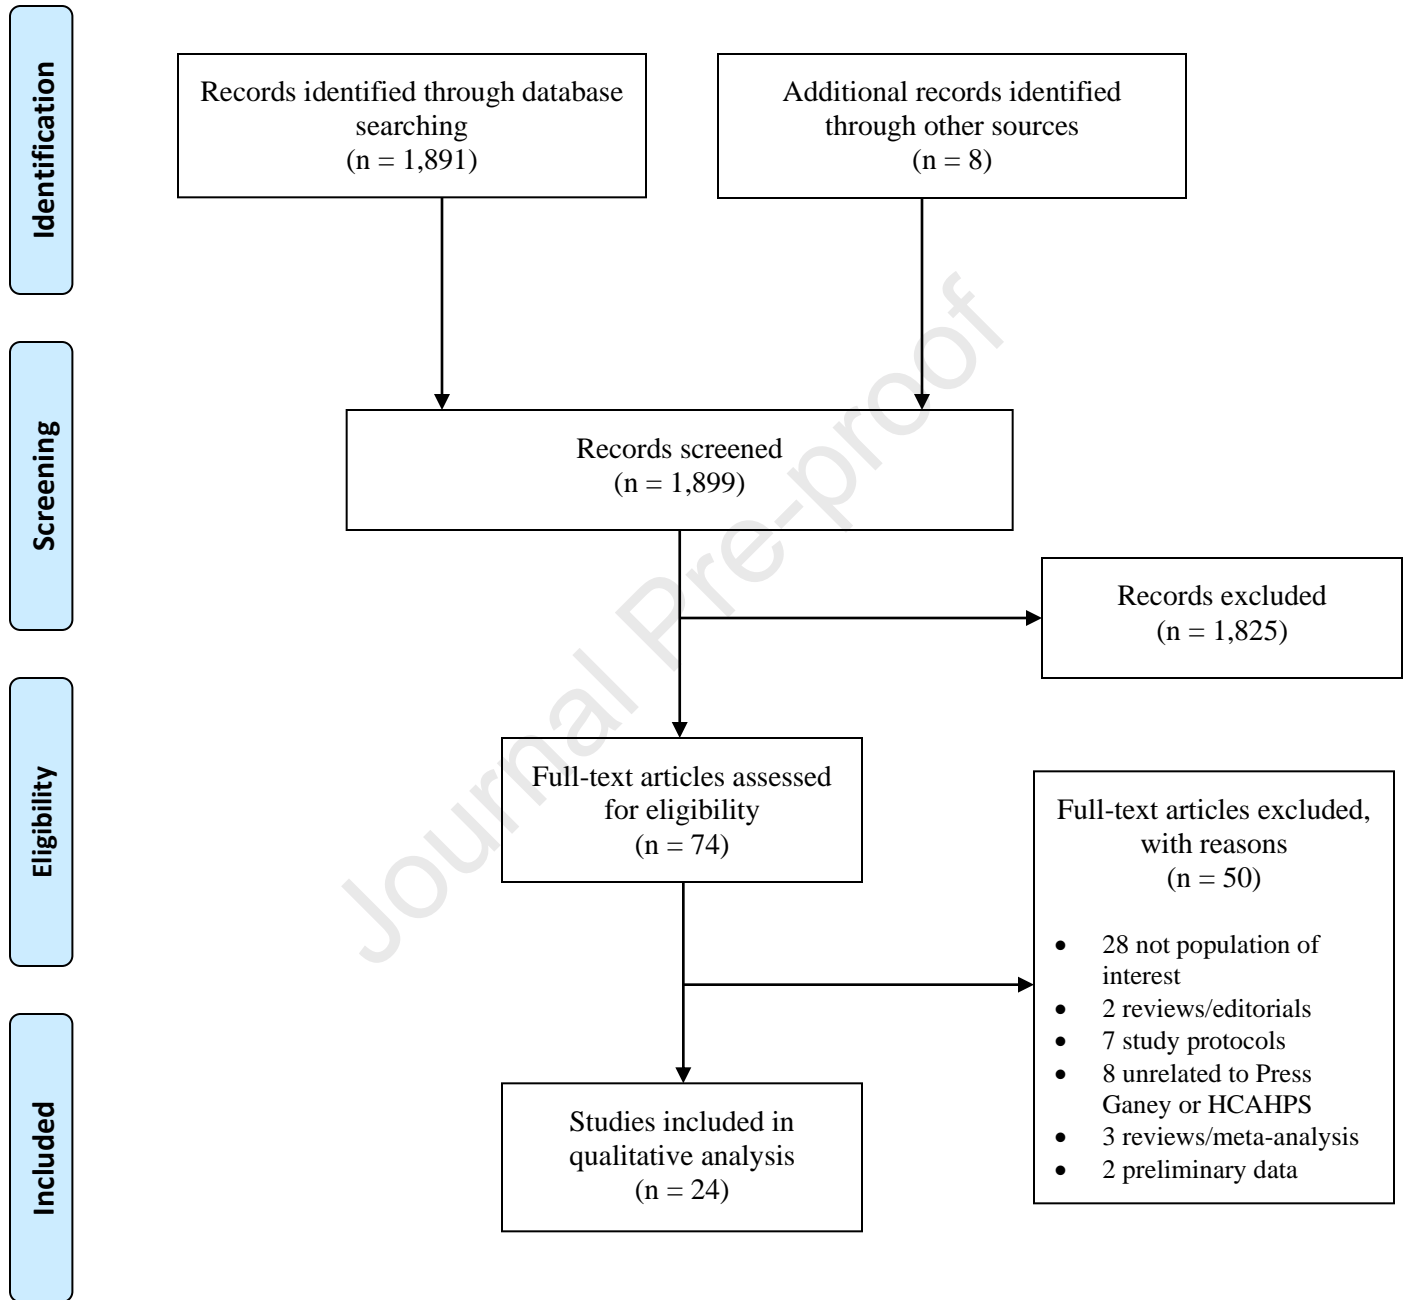 Identification
Records identified through database
searching
(n = 1,891)
Additional records identified
through other sources
(n = 8)
Screening
Records screened
(n = 1,899)
Records excluded
(n = 1,825)
Eligibility
Full-text articles assessed
for eligibility
(n = 74)
Full-text articles excluded,
with reasons
(n = 50)
• 28 not population of
interest
• 2 reviews/editorials
• 7 study protocols
• 8 unrelated to Press
Ganey or HCAHPS
• 3 reviews/meta-analysis
• 2 preliminary data
Included
Studies included in
qualitative analysis
(n = 24)
Journal Pre-proof